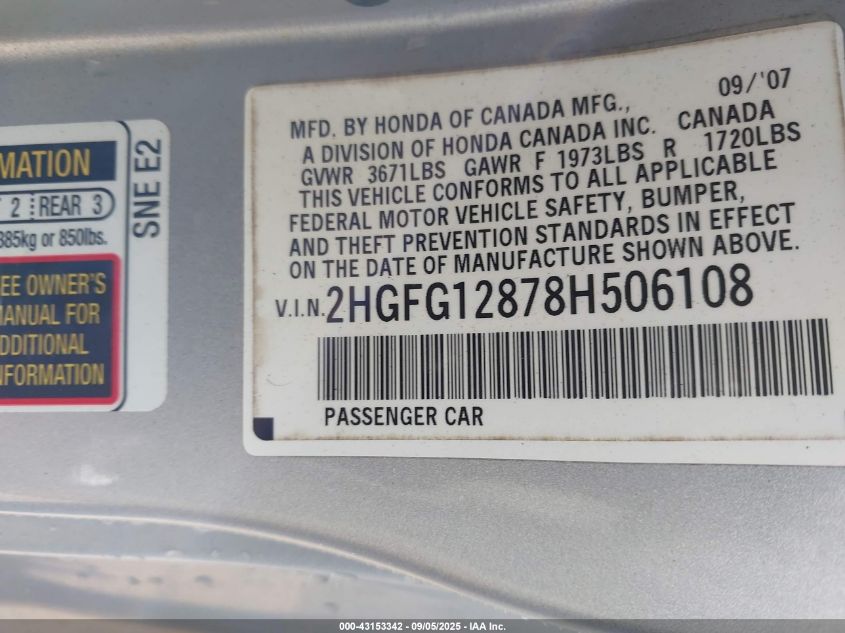 MATION
2 REAR 3
385kg or 850lbs.
EE OWNER'S
MANUAL FOR
DDITIONAL
NFORMATION
SNE E2
09/'07
MFD. BY HONDA OF CANADA MFG.,
A DIVISION OF HONDA CANADA INC. CANADA
GVWR 3671LBS GAWR F 1973LBS R 1720LBS
THIS VEHICLE CONFORMS TO ALL APPLICABLE
FEDERAL MOTOR VEHICLE SAFETY, BUMPER,
AND THEFT PREVENTION STANDARDS IN EFFECT
ON THE DATE OF MANUFACTURE SHOWN ABOVE.
V.I.N. 2HGFG12878H506108
PASSENGER CAR
000-43153342 - 09/05/2025 - IAA Inc.